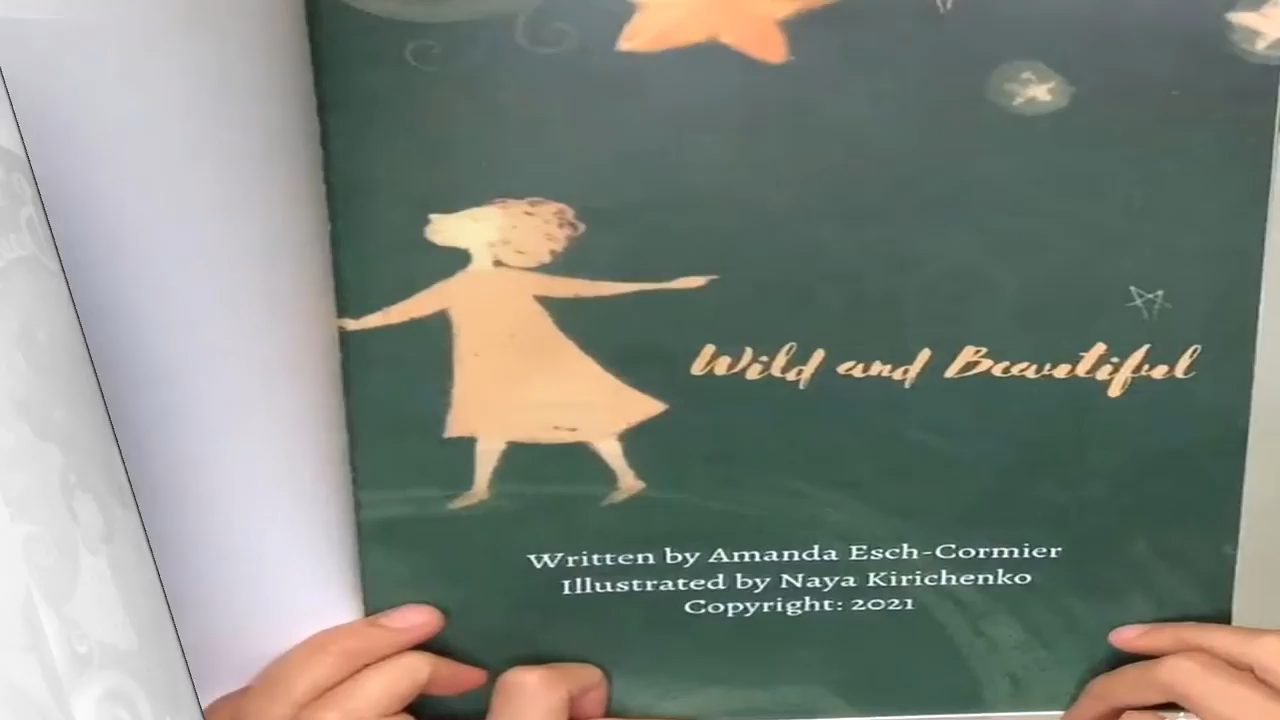 Wild and Beautiful
Written by Amanda Esch-Cormier
Illustrated by Naya Kirichenko
Copyright: 2021